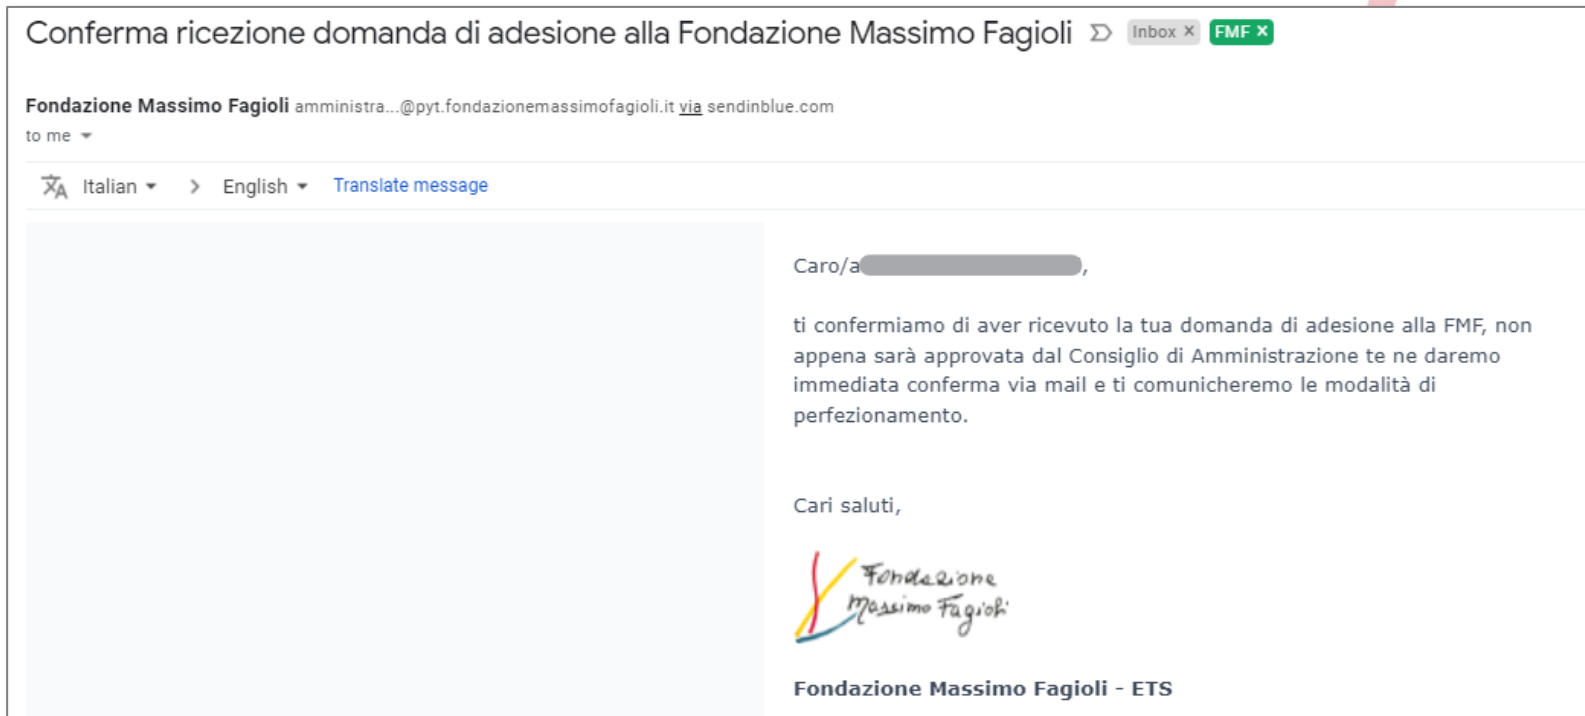 Conferma ricezione domanda di adesione alla Fondazione Massimo Fagioli Inbox × FMF ×
Fondazione Massimo Fagioli amministra...@pyt.fondazionemassimofagioli.it via sendinblue.com
to me
Italian > English Translate message
Caro/a ,
ti confermiamo di aver ricevuto la tua domanda di adesione alla FMF, non
appena sarà approvata dal Consiglio di Amministrazione te ne daremo
immediata conferma via mail e ti comunicheremo le modalità di
perfezionamento.
Cari saluti,
Fondazione
Massimo Fagioli
Fondazione Massimo Fagioli - ETS